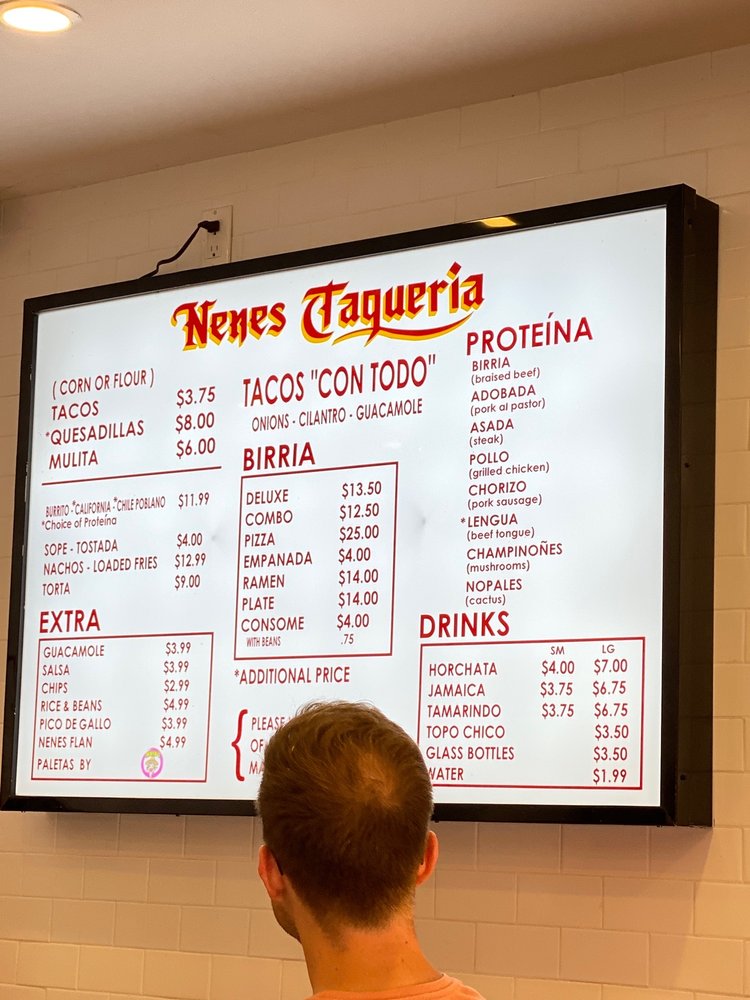 Nenes Taqueria
( CORN OR FLOUR )
TACOS $3.75
*QUESADILLAS $8.00
MULITA $6.00
BURRITO-*CALIFORNIA-*CHILE POBLANO $11.99
*Choice of Proteína
SOPE - TOSTADA $4.00
NACHOS - LOADED FRIES $12.99
TORTA $9.00
EXTRA
GUACAMOLE $3.99
SALSA $3.99
CHIPS $2.99
RICE & BEANS $4.99
PICO DE GALLO $3.99
NENES FLAN $4.99
PALETAS BY
TACOS "CON TODO"
ONIONS - CILANTRO - GUACAMOLE
BIRRIA
DELUXE $13.50
COMBO $12.50
PIZZA $25.00
EMPANADA $4.00
RAMEN $14.00
PLATE $14.00
CONSOME $4.00
WITH BEANS .75
*ADDITIONAL PRICE
PLEASE
PROTEÍNA
BIRRIA
(braised beef)
ADOBADA
(pork al pastor)
ASADA
(steak)
POLLO
(grilled chicken)
CHORIZO
(pork sausage)
*LENGUA
(beef tongue)
CHAMPINOÑES
(mushrooms)
NOPALES
(cactus)
DRINKS
SM LG
HORCHATA $4.00 $7.00
JAMAICA $3.75 $6.75
TAMARINDO $3.75 $6.75
TOPO CHICO $3.50
GLASS BOTTLES $3.50
WATER $1.99